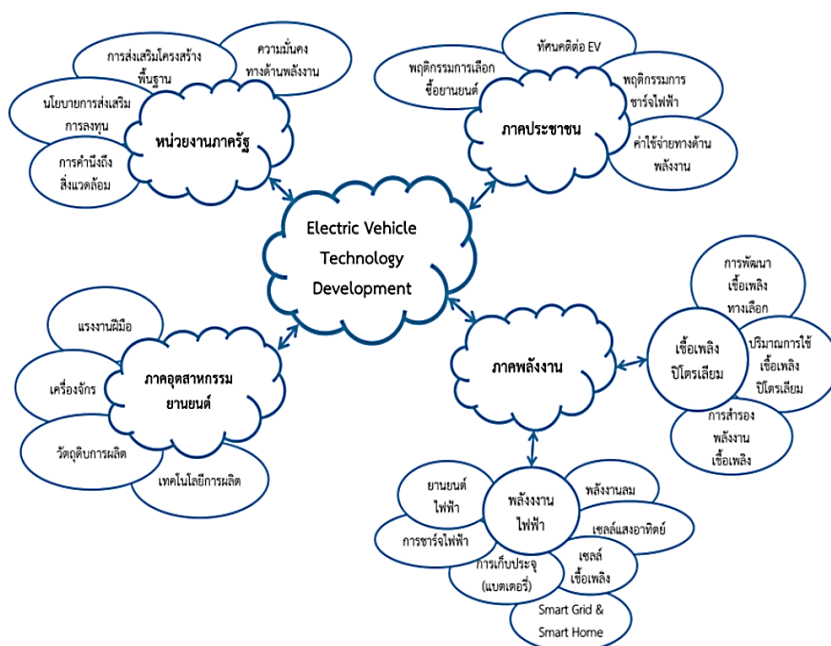 การส่งเสริมโครงสร้าง
พื้นฐาน
ความมั่นคง
ทางด้านพลังงาน
นโยบายการส่งเสริม
การลงทุน
การคำนึงถึง
สิ่งแวดล้อม
หน่วยงานภาครัฐ
ทัศนคติต่อ EV
พฤติกรรมการเลือก
ซื้อยานยนต์
พฤติกรรมการ
ชาร์จไฟฟ้า
ค่าใช้จ่ายทางด้าน
พลังงาน
ภาคประชาชน
Electric Vehicle
Technology
Development
แรงงานฝีมือ
เครื่องจักร
วัตถุดิบการผลิต
เทคโนโลยีการผลิต
ภาคอุตสาหกรรม
ยานยนต์
ภาคพลังงาน
การพัฒนา
เชื้อเพลิง
ทางเลือก
เชื้อเพลิง
ปิโตรเลียม
ปริมาณการใช้
เชื้อเพลิง
ปิโตรเลียม
การสำรอง
พลังงาน
เชื้อเพลิง
ยานยนต์
ไฟฟ้า
พลังงงาน
ไฟฟ้า
พลังงานลม
การชาร์จไฟฟ้า
เซลล์แสงอาทิตย์
การเก็บประจุ
(แบตเตอรี่)
เซลล์
เชื้อเพลิง
Smart Grid &
Smart Home